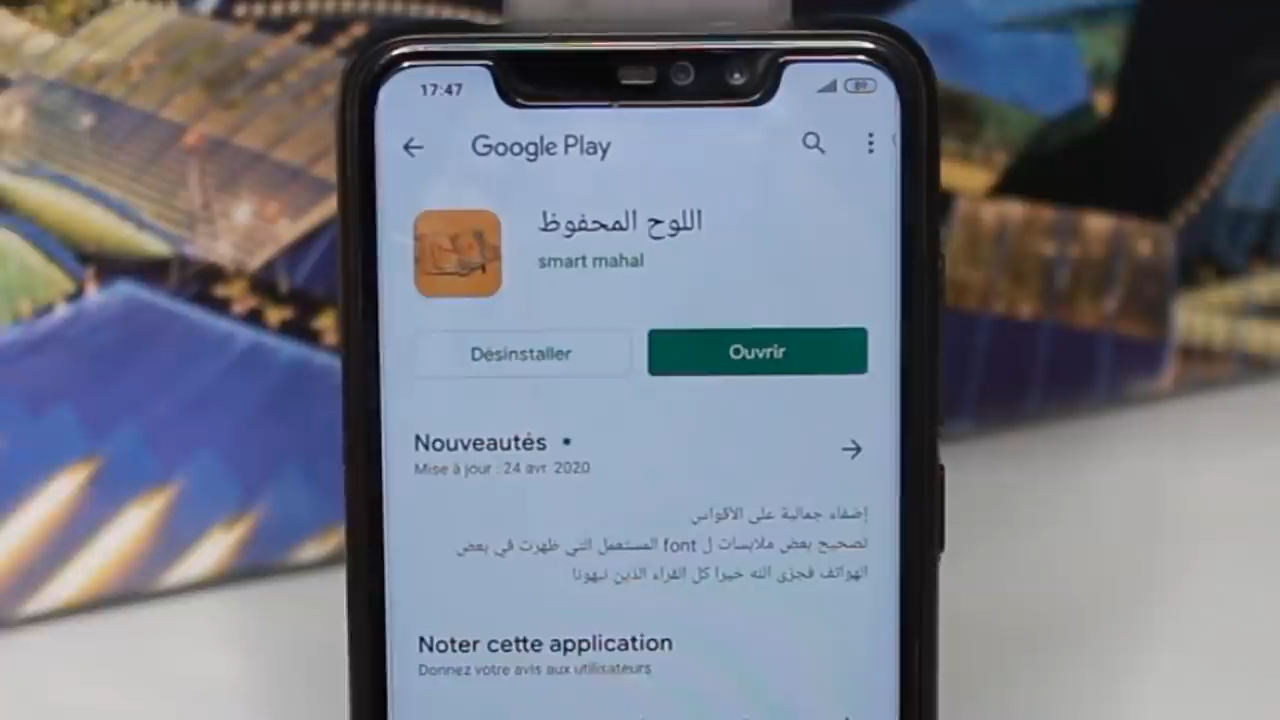 17:47
89
Google Play
اللوح المحفوظ
smart mahal
Désinstaller
Ouvrir
Nouveautés •
Mise à jour : 24 avr. 2020
إضفاء جمالية على الأقواس
تصحيح بعض ملابسات ل font المستعمل التي ظهرت في بعض
الهواتف فجزى الله خيرا كل القراء الذين نبهونا
Noter cette application
Donnez votre avis aux utilisateurs